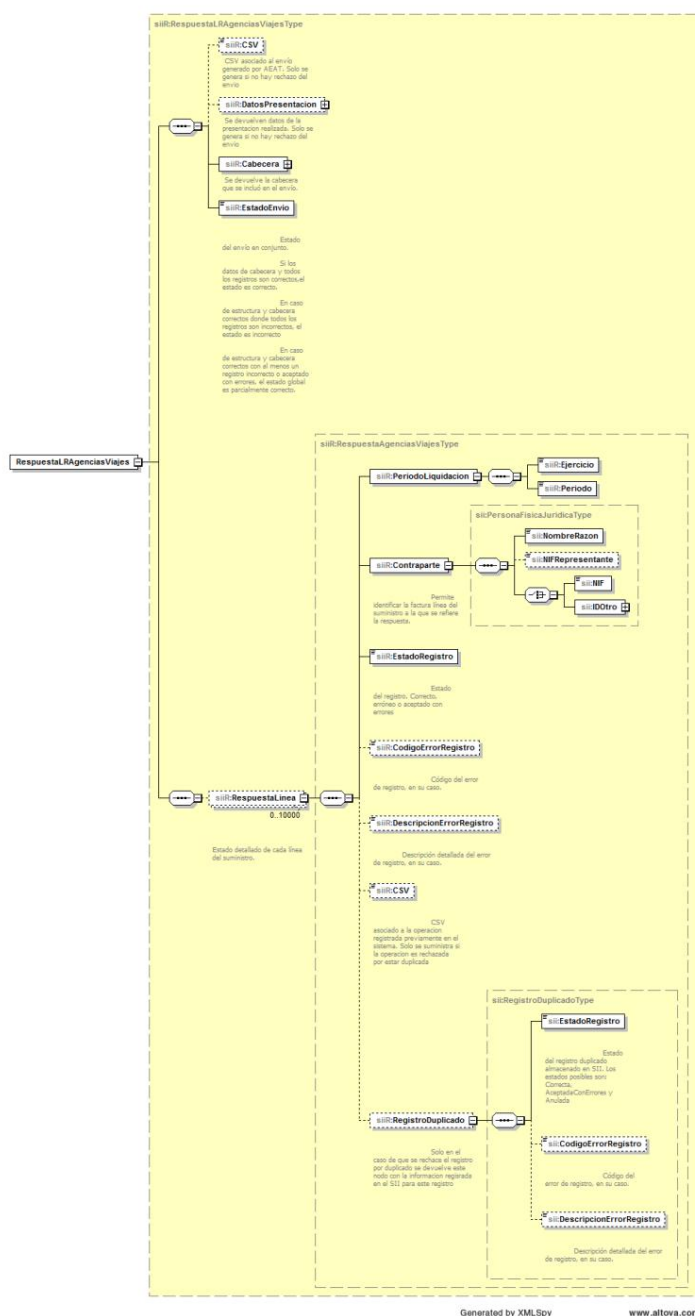 siiR:RespuestaLRAgenciasViajesType
siiR:CSV
CSV asociado al envío
generado por AEAT. Solo se
genera si no hay rechazo del
envio
siiR:DatosPresentacion
Se devuelven datos de la
presentacion realizada. Solo se
genera si no hay rechazo del
envio
siiR:Cabecera
Se devuelve la cabecera
que se incluó en el envío.
siiR:EstadoEnvio
Estado
del envío en conjunto.
Si los
datos de cabecera y todos
los registros son correctos,el
estado es correcto.
En caso
de estructura y cabecera
correctos donde todos los
registros son incorrectos, el
estado es incorrecto
En caso
de estructura y cabecera
correctos con al menos un
registro incorrecto o aceptado
con errores, el estado global
es parcialmente correcto.
RespuestaLRAgenciasViajes
siiR:RespuestaAgenciasViajesType
siiR:PeriodoLiquidacion
siiR:Ejercicio
siiR:Periodo
sii:PersonaFisicaJuridicaType
siiR:Contraparte
Permite
identificar la factura línea del
suministro a la que se refiere
la respuesta.
sii:NombreRazon
sii:NIFRepresentante
sii:NIF
sii:IDOtro
siiR:EstadoRegistro
Estado
del registro. Correcto,
erróneo o aceptado con
errores
siiR:CodigoErrorRegistro
Código del error
de registro, en su caso.
siiR:RespuestaLinea
0..10000
Estado detallado de cada línea
del suministro.
siiR:DescripcionErrorRegistro
Descripción detallada del error
de registro, en su caso.
siiR:CSV
CSV
asociado a la operacion
registrada previamente en el
sistema. Solo se suministra si
la operacion es rechazada
por estar duplicada
siiR:RegistroDuplicado
Solo en el
caso de que se rechace el registro
por duplicado se devuelve este
nodo con la informacion regisrada
en el SII para este registro
sii:RegistroDuplicadoType
sii:EstadoRegistro
Estado
del registro duplicado
almacenado en SII. Los
estados posibles son:
Correcta,
AceptadaConErrores y
Anulada
sii:CodigoErrorRegistro
Código del
error de registro, en su caso.
sii:DescripcionErrorRegistro
Descripción detallada del error
de registro, en su caso.
Generated by XMLSpy
www.altova.com